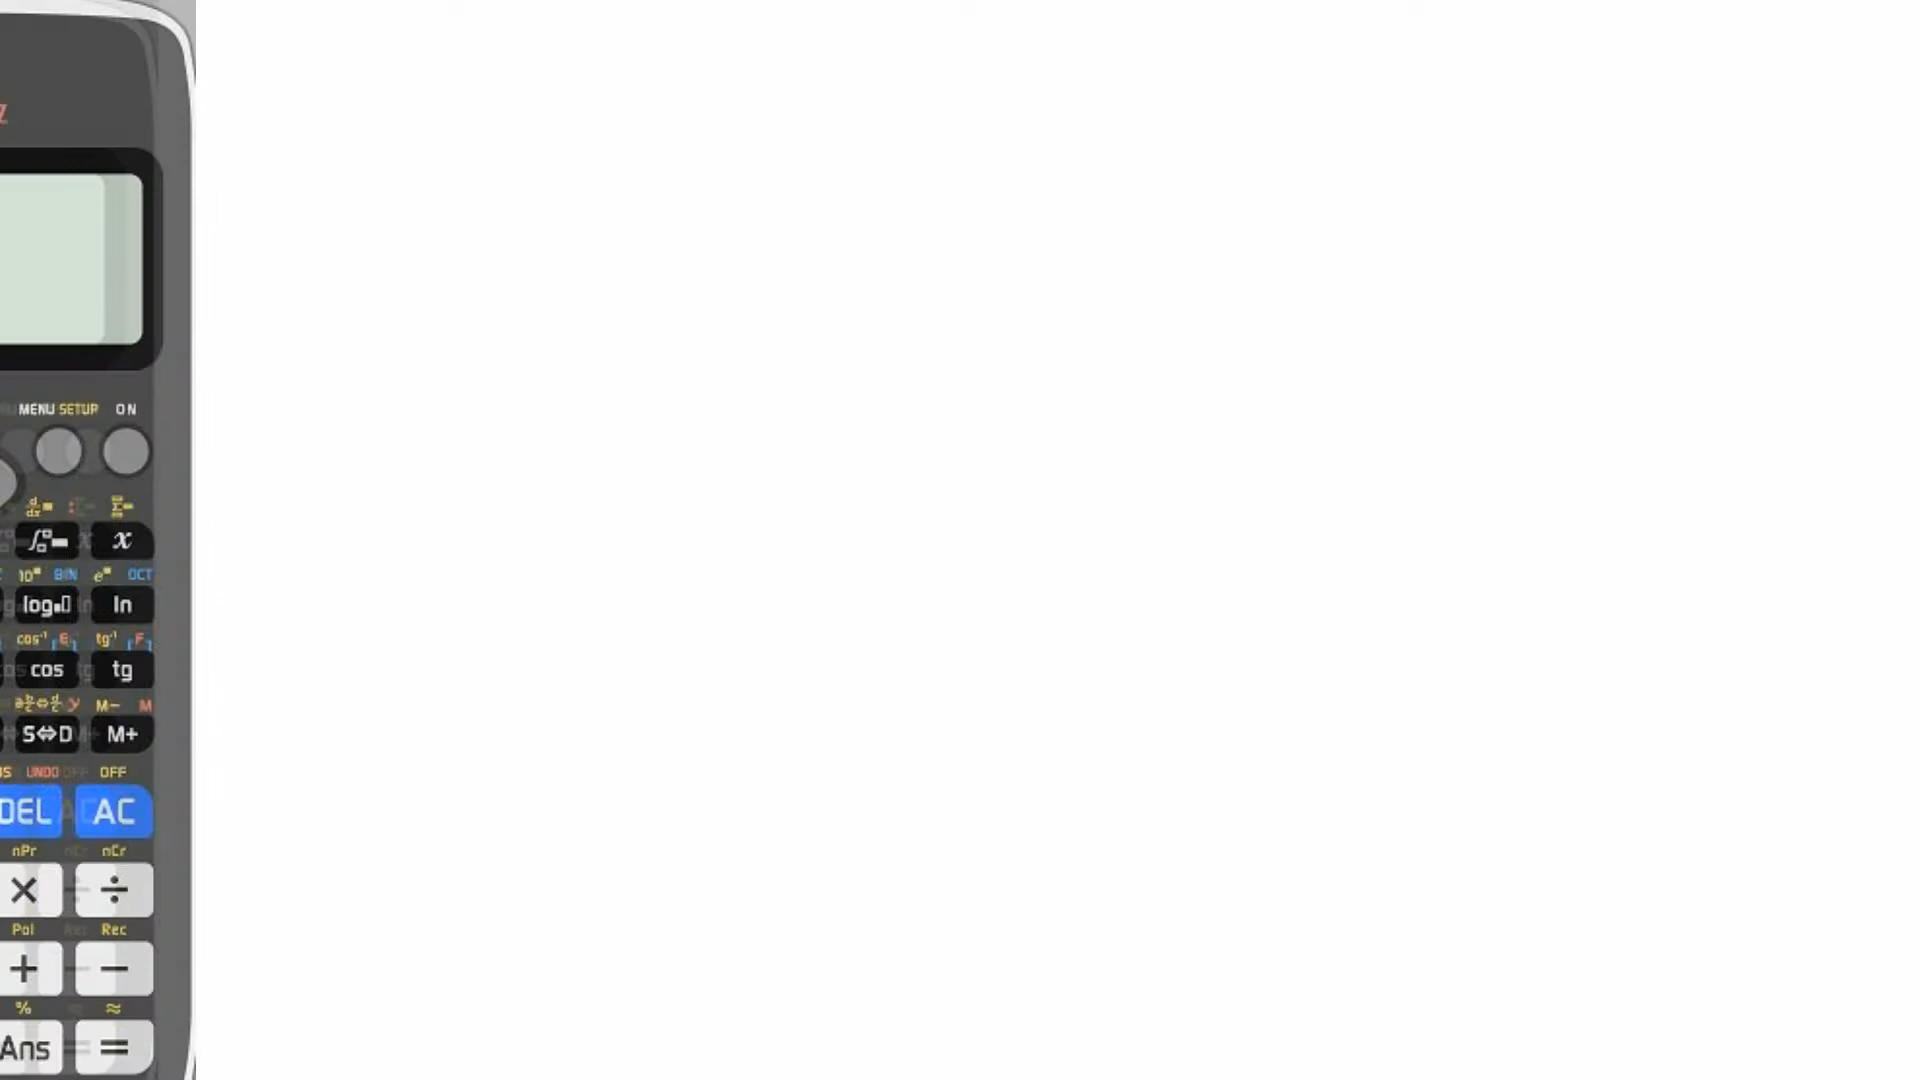 Z
MENU SETUP ON
d/dx Σ
∫ x
10 BIN e OCT
log ln
cos⁻¹ E tg⁻¹ F
cos tg
a b/c ⇔ d/c y M− M
S⇔D M+
UNDO OFF
DEL AC
nPr nCr
× ÷
Pol Rec
+ −
% ≈
Ans =